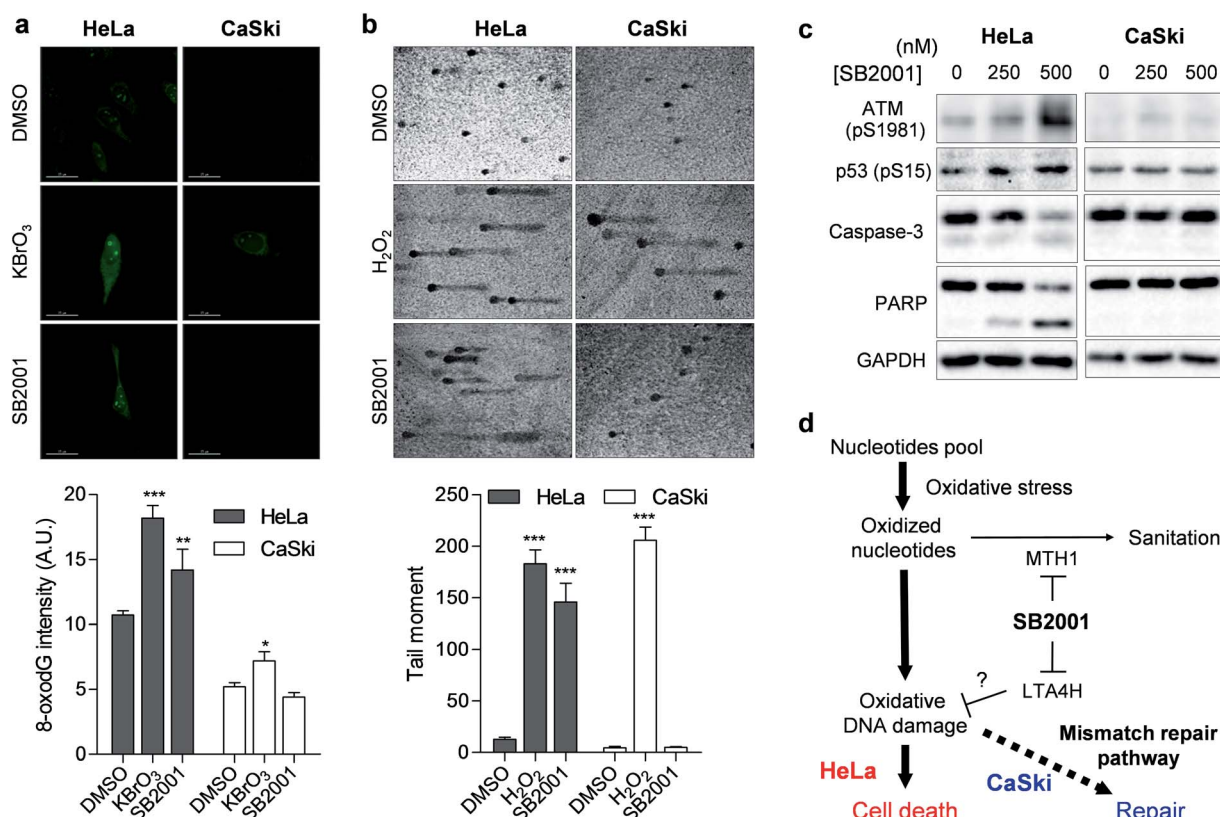 a
HeLa
CaSki
DMSO
KBrO₃
SB2001
8-oxodG intensity (A.U.)
20
15
10
5
0
***
**
*
HeLa
CaSki
DMSO
KBrO₃
SB2001
DMSO
KBrO₃
SB2001
b
HeLa
CaSki
DMSO
H₂O₂
SB2001
Tail moment
250
200
150
100
50
0
HeLa
CaSki
***
***
***
DMSO
H₂O₂
SB2001
DMSO
H₂O₂
SB2001
c
(nM)
HeLa
CaSki
[SB2001]
0 250 500 0 250 500
ATM
(pS1981)
p53 (pS15)
Caspase-3
PARP
GAPDH
d
Nucleotides pool
Oxidative stress
Oxidized
nucleotides
Sanitation
MTH1
SB2001
LTA4H
?
Oxidative
DNA damage
Mismatch repair
pathway
HeLa
CaSki
Cell death
Repair